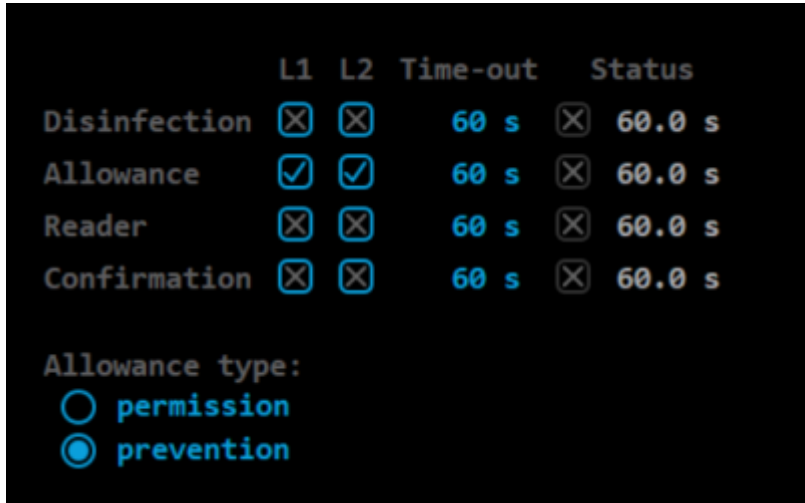 L1 L2 Time-out Status
Disinfection 60 s 60.0 s
Allowance 60 s 60.0 s
Reader 60 s 60.0 s
Confirmation 60 s 60.0 s
Allowance type:
permission
prevention